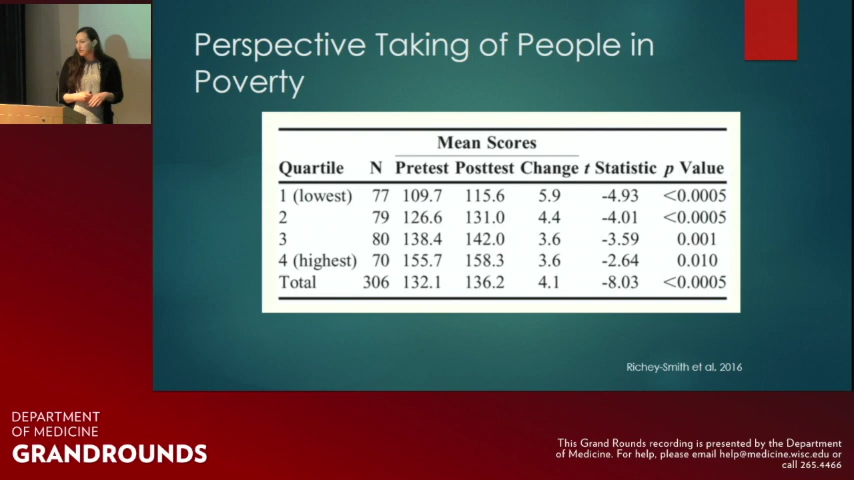 Perspective Taking of People in
Poverty
Mean Scores
Quartile N Pretest Posttest Change t Statistic p Value
1 (lowest) 77 109.7 115.6 5.9 -4.93 <0.0005
2 79 126.6 131.0 4.4 -4.01 <0.0005
3 80 138.4 142.0 3.6 -3.59 0.001
4 (highest) 70 155.7 158.3 3.6 -2.64 0.010
Total 306 132.1 136.2 4.1 -8.03 <0.0005
Richey-Smith et al. 2016
DEPARTMENT
OF MEDICINE
GRANDROUNDS
This Grand Rounds recording is presented by the Department
of Medicine. For help, please email help@medicine.wisc.edu or
call 265.4466